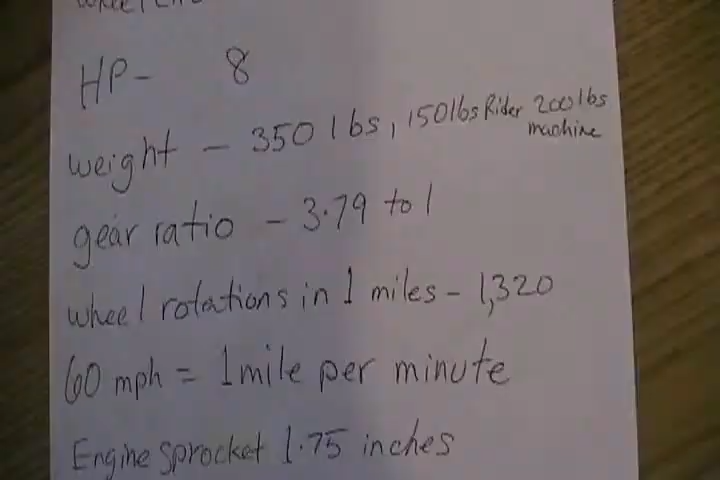 HP- 8
weight - 350 lbs, 150lbs Rider 200lbs
machine
gear ratio - 3.79 to 1
wheel rotations in 1 miles - 1,320
60 mph = 1 mile per minute
Engine sprocket 1.75 inches